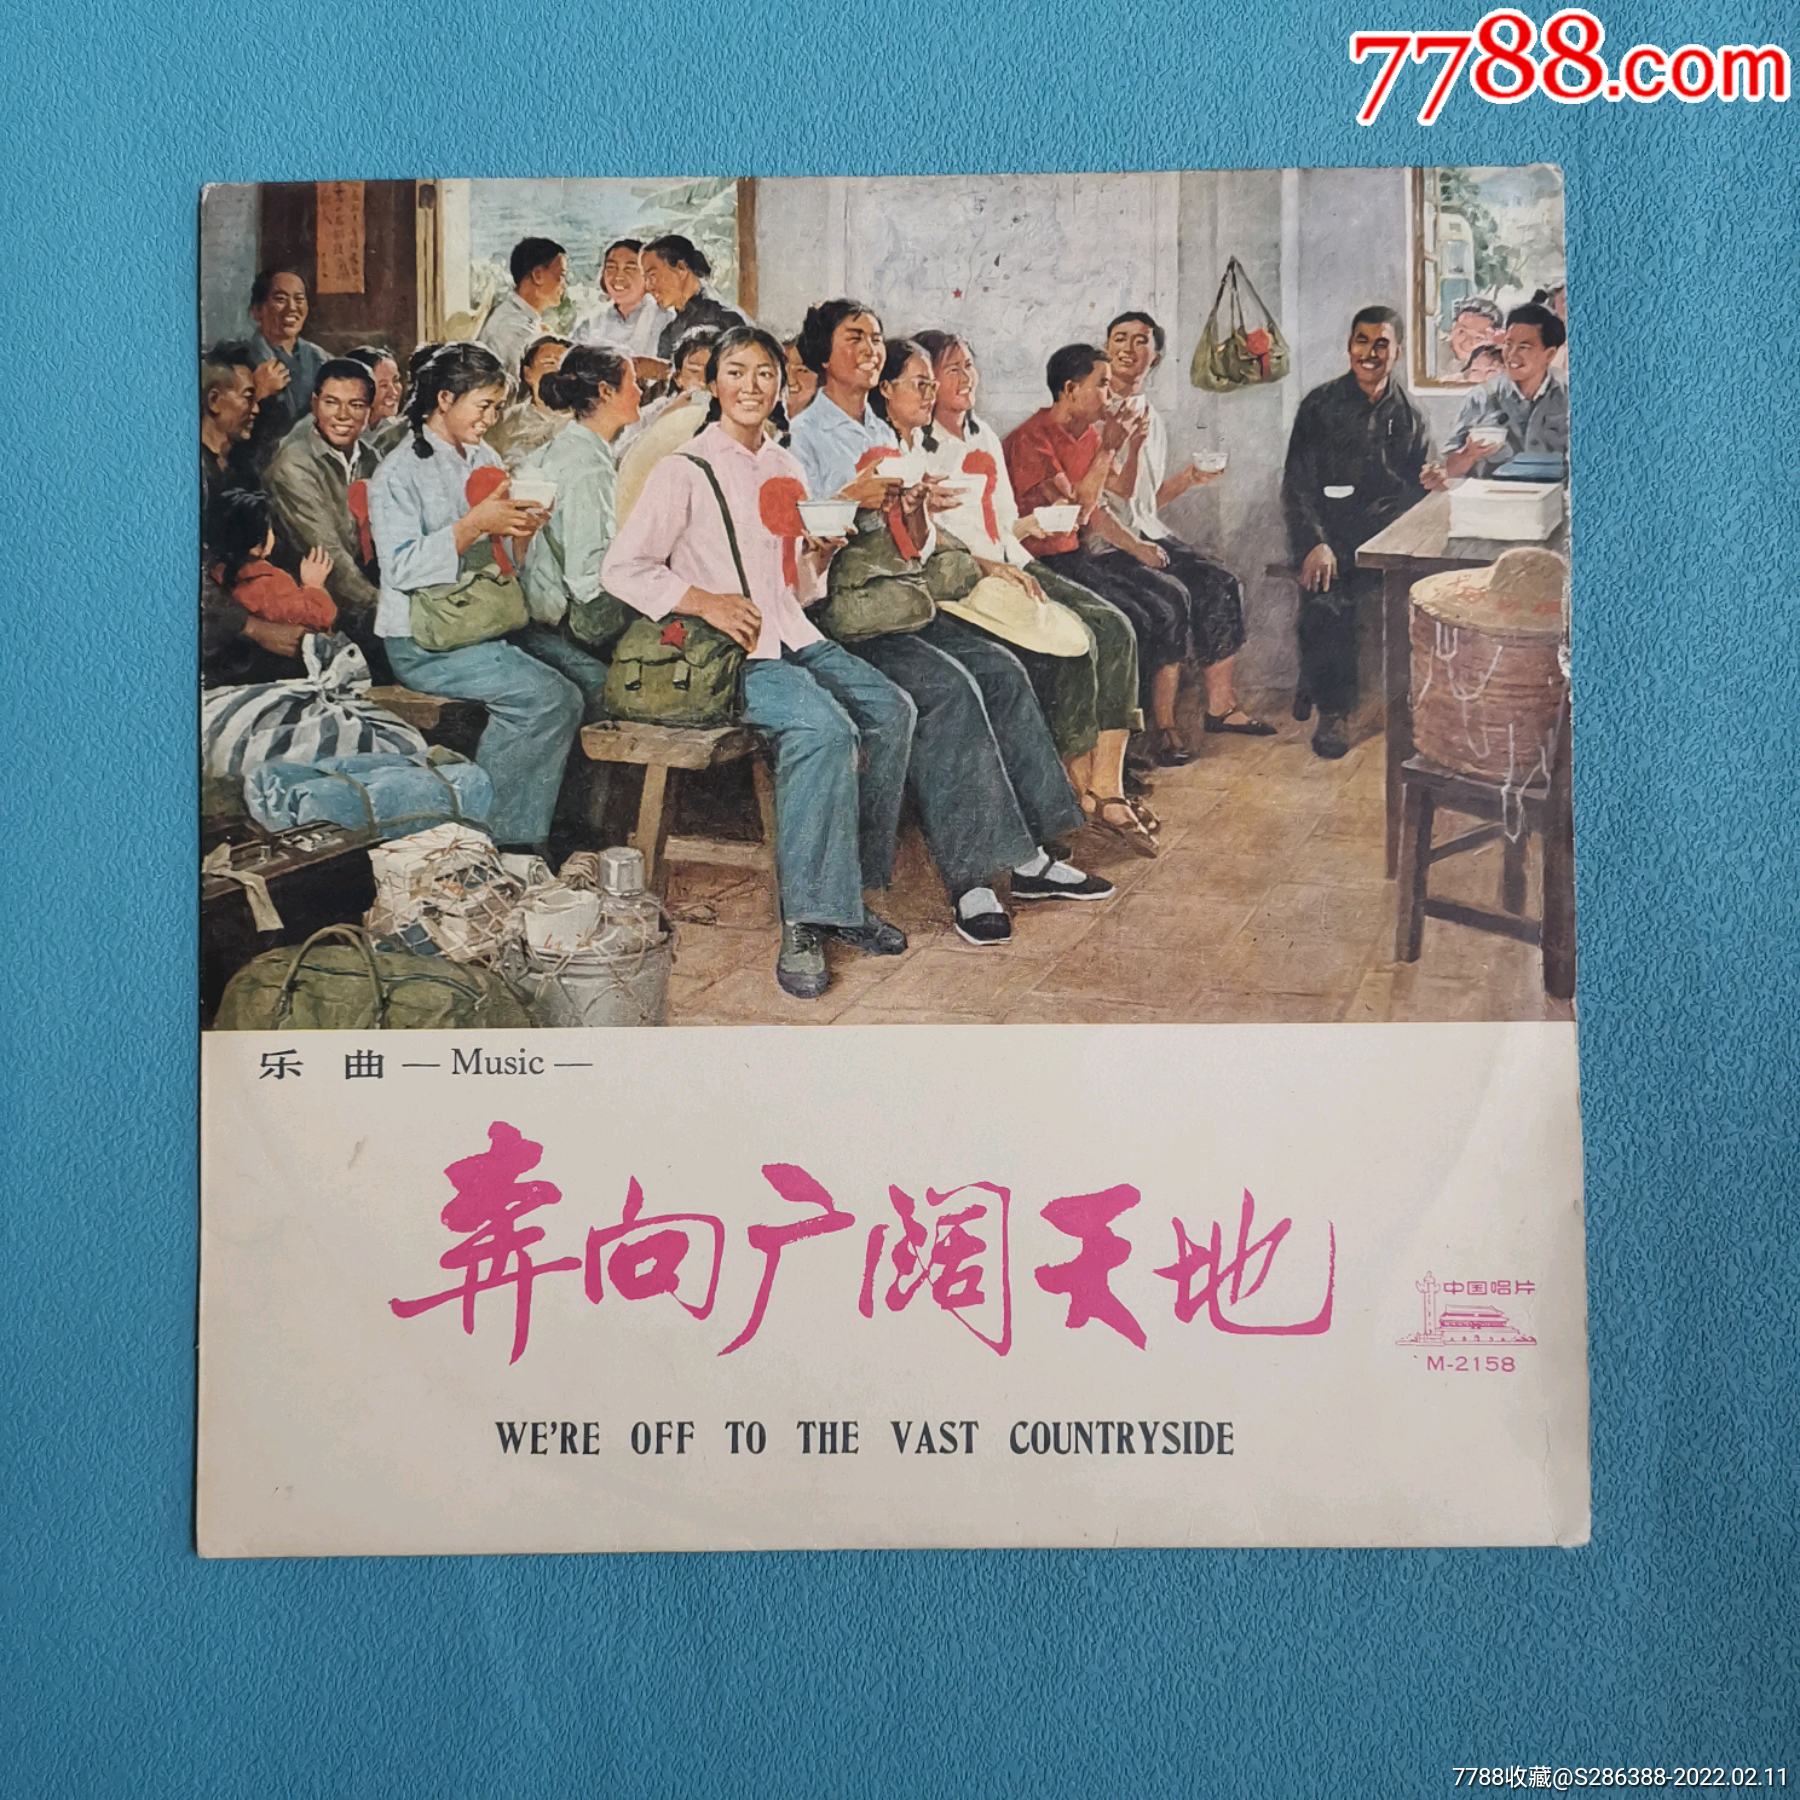 7788.com
乐 曲 — Music —
奔向广阔天地
中国唱片
M-2158
WE'RE OFF TO THE VAST COUNTRYSIDE
7788收藏@S286388-2022.02.11